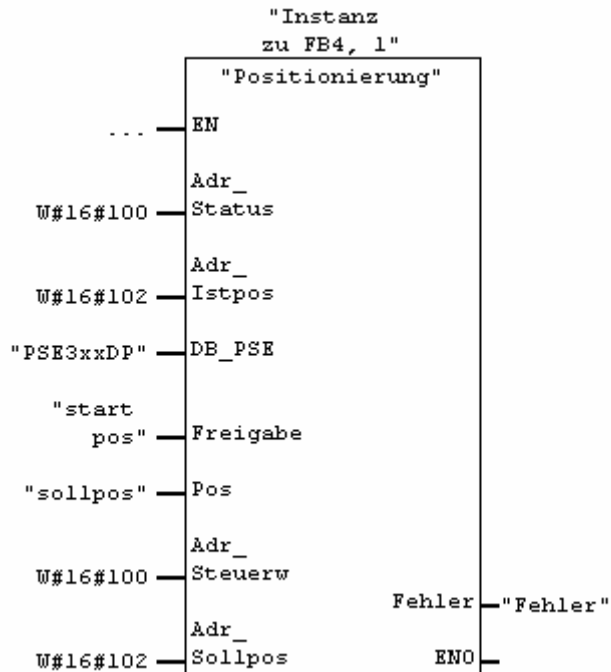 "Instanz
zu FB4, 1"
"Positionierung"
... EN
Adr_
W#16#100 Status
Adr_
W#16#102 Istpos
"PSE3xxDP" DB_PSE
"start
pos" Freigabe
"sollpos" Pos
Adr_
W#16#100 Steuerw
Fehler "Fehler"
Adr_
W#16#102 Sollpos ENO